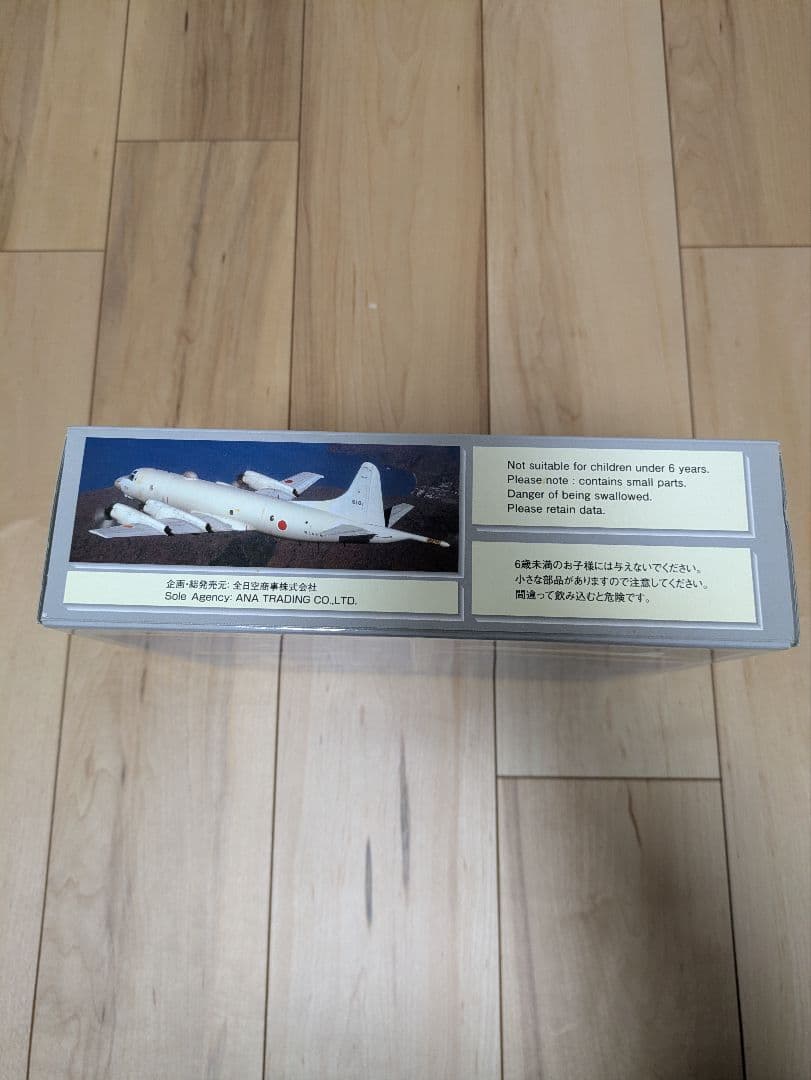 企画・総発売元: 全日空商事株式会社
Sole Agency: ANA TRADING CO.,LTD.
Not suitable for children under 6 years.
Please note : contains small parts.
Danger of being swallowed.
Please retain data.
6歳未満のお子様には与えないでください。
小さな部品がありますので注意してください。
間違って飲み込むと危険です。